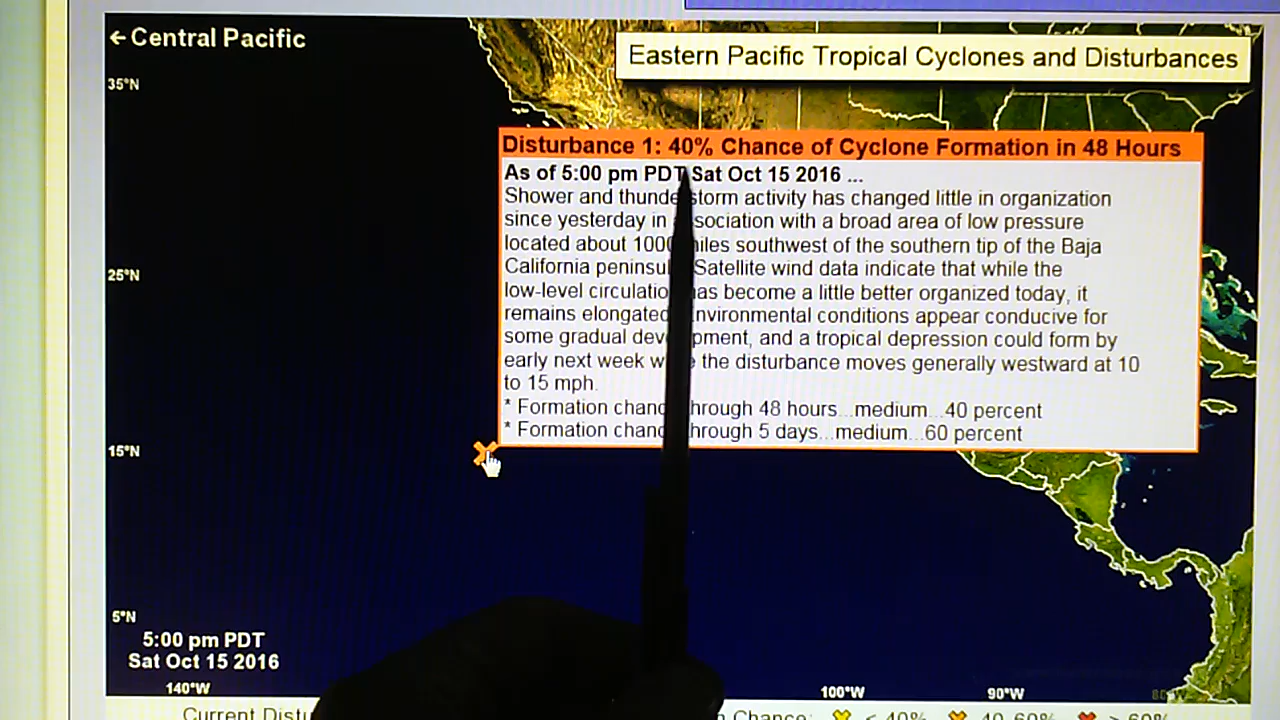 ← Central Pacific
Eastern Pacific Tropical Cyclones and Disturbances
35°N
Disturbance 1: 40% Chance of Cyclone Formation in 48 Hours
As of 5:00 pm PDT Sat Oct 15 2016 ...
Shower and thunderstorm activity has changed little in organization
since yesterday in association with a broad area of low pressure
located about 1000 miles southwest of the southern tip of the Baja
25°N
California peninsula. Satellite wind data indicate that while the
low-level circulation has become a little better organized today, it
remains elongated. Environmental conditions appear conducive for
some gradual development, and a tropical depression could form by
early next week while the disturbance moves generally westward at 10
to 15 mph.
* Formation chance through 48 hours...medium...40 percent
* Formation chance through 5 days...medium...60 percent
15°N
5°N
5:00 pm PDT
Sat Oct 15 2016
140°W
100°W
90°W
Current
Chance:
< 40%
40-60%
> 60%